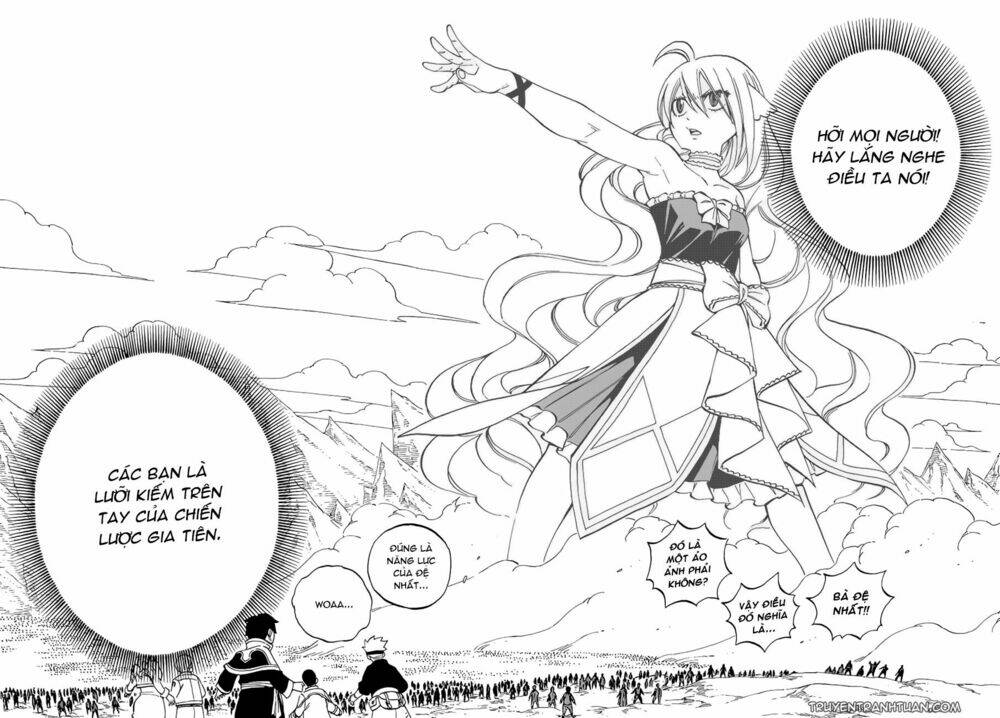 HỠI MỌI NGƯỜI!
HÃY LẮNG NGHE
ĐIỀU TA NÓI!
CÁC BẠN LÀ
LƯỠI KIẾM TRÊN
TAY CỦA CHIẾN
LƯỢC GIA TIÊN.
WOAA...
ĐÚNG LÀ
NĂNG LỰC
CỦA ĐỆ
NHẤT...
ĐÓ LÀ
MỘT ẢO
ẢNH PHẢI
KHÔNG?
VẬY ĐIỀU
ĐÓ NGHĨA
LÀ...
BÀ ĐỆ
NHẤT!!
TRUYENTRANHTUAN.COM